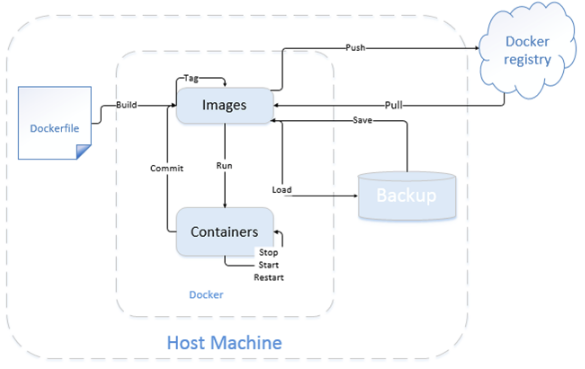 Push
Docker
registry
Tag
Dockerfile
Build
Images
Pull
Save
Commit
Run
Load
Backup
Containers
Stop
Start
Restart
Docker
Host Machine